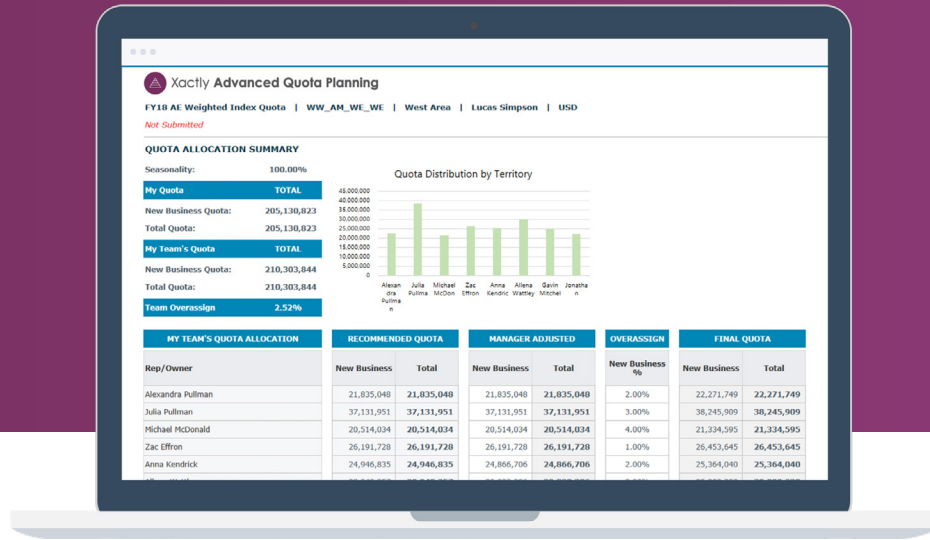 Xactly Advanced Quota Planning
FY18 AE Weighted Index Quota | WW_AM_WE_WE | West Area | Lucas Simpson | USD
Not Submitted
QUOTA ALLOCATION SUMMARY
Seasonality: 100.00%
My Quota TOTAL
New Business Quota: 205,130,823
Total Quota: 205,130,823
My Team's Quota TOTAL
New Business Quota: 210,303,844
Total Quota: 210,303,844
Team Overassign 2.52%
Quota Distribution by Territory
45,000,000
40,000,000
35,000,000
30,000,000
25,000,000
20,000,000
15,000,000
10,000,000
5,000,000
0
Alexan Julia Michael Zac Anna Allena Gavin Jonatha
dra Pullma McDon Effron Kendric Wattley Mitchel n
Pullma
n
MY TEAM'S QUOTA ALLOCATION RECOMMENDED QUOTA MANAGER ADJUSTED OVERASSIGN FINAL QUOTA
Rep/Owner New Business Total New Business Total New Business % New Business Total
Alexandra Pullman 21,835,048 21,835,048 21,835,048 21,835,048 2.00% 22,271,749 22,271,749
Julia Pullman 37,131,951 37,131,951 37,131,951 37,131,951 3.00% 38,245,909 38,245,909
Michael McDonald 20,514,034 20,514,034 20,514,034 20,514,034 4.00% 21,334,595 21,334,595
Zac Effron 26,191,728 26,191,728 26,191,728 26,191,728 1.00% 26,453,645 26,453,645
Anna Kendrick 24,946,835 24,946,835 24,866,706 24,866,706 2.00% 25,364,040 25,364,040